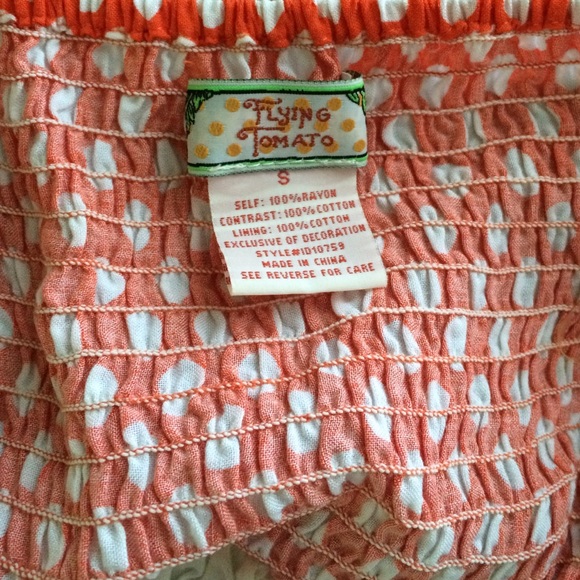 FLYING
TOMATO
S
SELF: 100%RAYON
CONTRAST: 100%COTTON
LINING: 100%COTTON
EXCLUSIVE OF DECORATION
STYLE#ID10759
MADE IN CHINA
SEE REVERSE FOR CARE